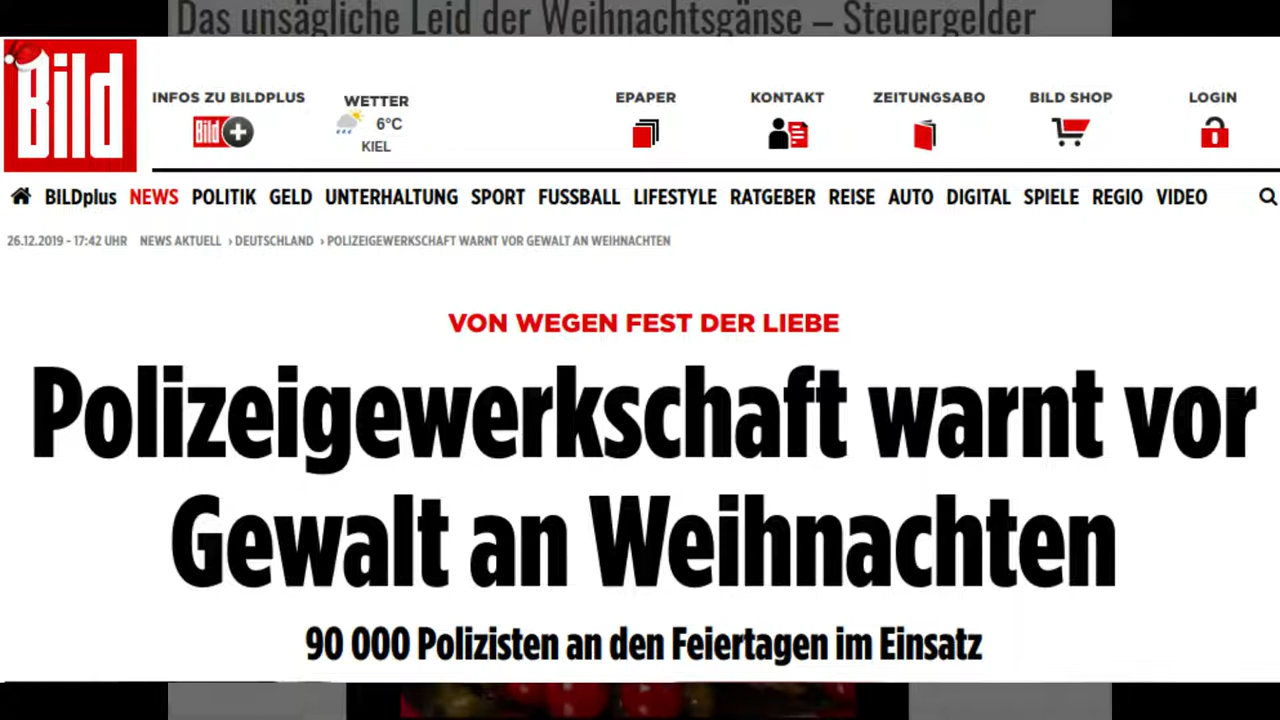 Das unsägliche Leid der Weihnachtsgänse – Steuergelder
Bild
INFOS ZU BILDPLUS
Bild +
WETTER
6°C
KIEL
EPAPER
KONTAKT
ZEITUNGSABO
BILD SHOP
LOGIN
BILDplus NEWS POLITIK GELD UNTERHALTUNG SPORT FUSSBALL LIFESTYLE RATGEBER REISE AUTO DIGITAL SPIELE REGIO VIDEO
26.12.2019 - 17:42 UHR NEWS AKTUELL › DEUTSCHLAND › POLIZEIGEWERKSCHAFT WARNT VOR GEWALT AN WEIHNACHTEN
VON WEGEN FEST DER LIEBE
Polizeigewerkschaft warnt vor
Gewalt an Weihnachten
90 000 Polizisten an den Feiertagen im Einsatz